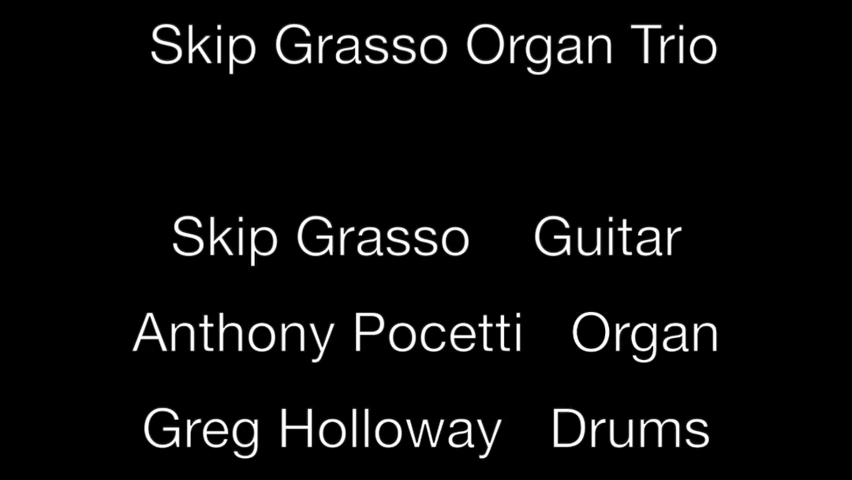 Skip Grasso Organ Trio
Skip Grasso Guitar
Anthony Pocetti Organ
Greg Holloway Drums